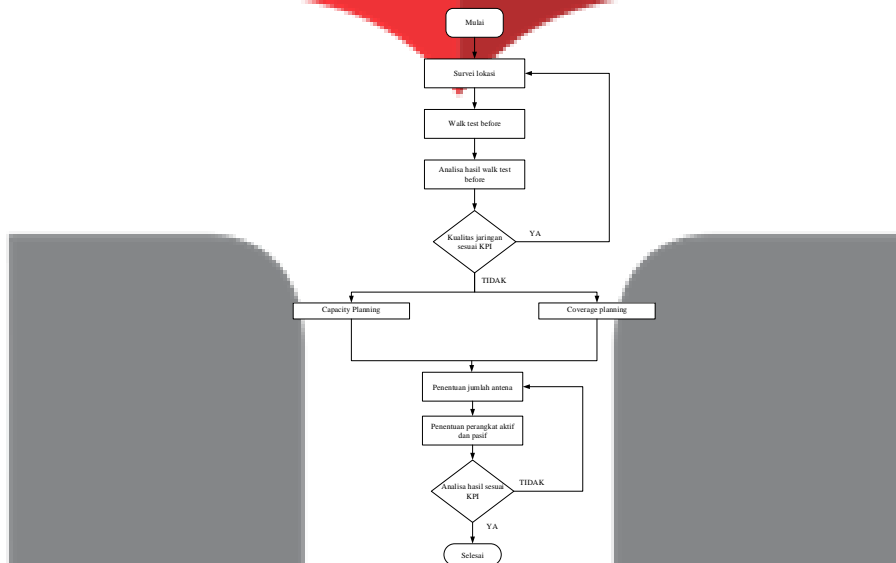 Mulai
Survei lokasi
Walk test before
Analisa hasil walk test
before
Kualitas jaringan
sesuai KPI
YA
TIDAK
Capacity Planning
Coverage planning
Penentuan jumlah antena
Penentuan perangkat aktif
dan pasif
Analisa hasil sesuai
KPI
TIDAK
YA
Selesai